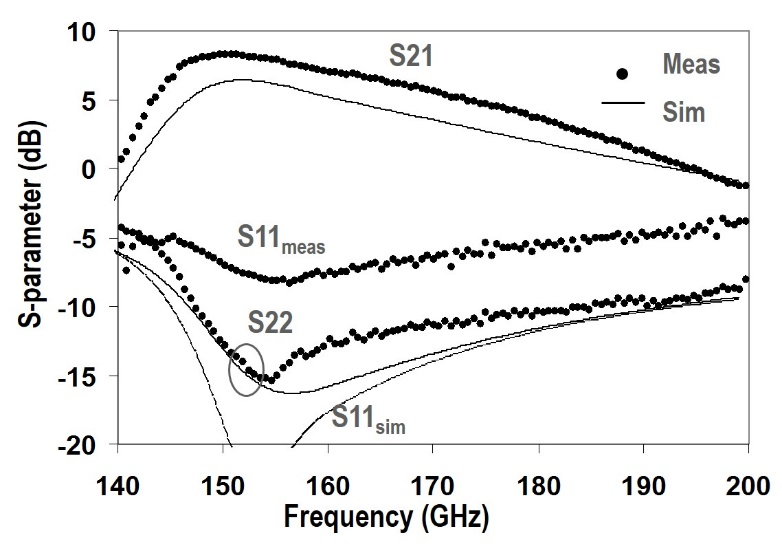 10
5
0
-5
-10
-15
-20
S-parameter (dB)
S21
Meas
Sim
S11meas
S22
S11sim
140 150 160 170 180 190 200
Frequency (GHz)